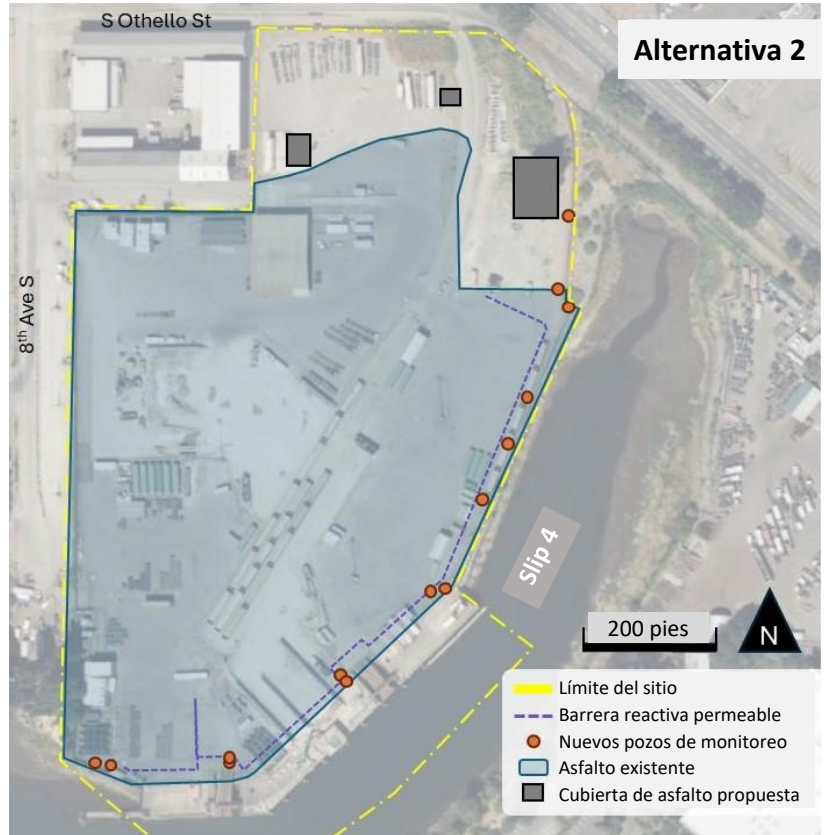 S Othello St
Alternativa 2
8th Ave S
Slip 4
200 pies
N
Límite del sitio
Barrera reactiva permeable
Nuevos pozos de monitoreo
Asfalto existente
Cubierta de asfalto propuesta